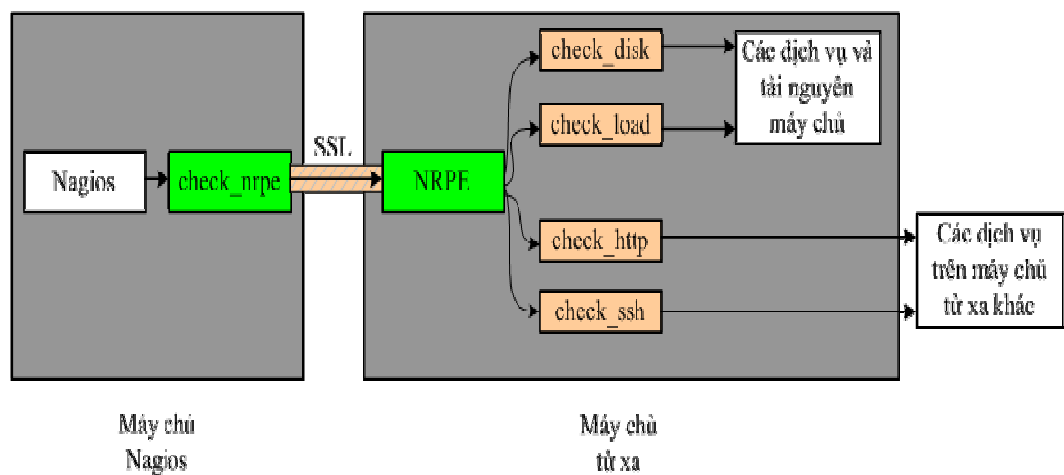 Nagios
check_nrpe
SSL
NRPE
check_disk
check_load
check_http
check_ssh
Các dịch vụ và
tài nguyên
máy chủ
Các dịch vụ
trên máy chủ
từ xa khác
Máy chủ
Nagios
Máy chủ
từ xa